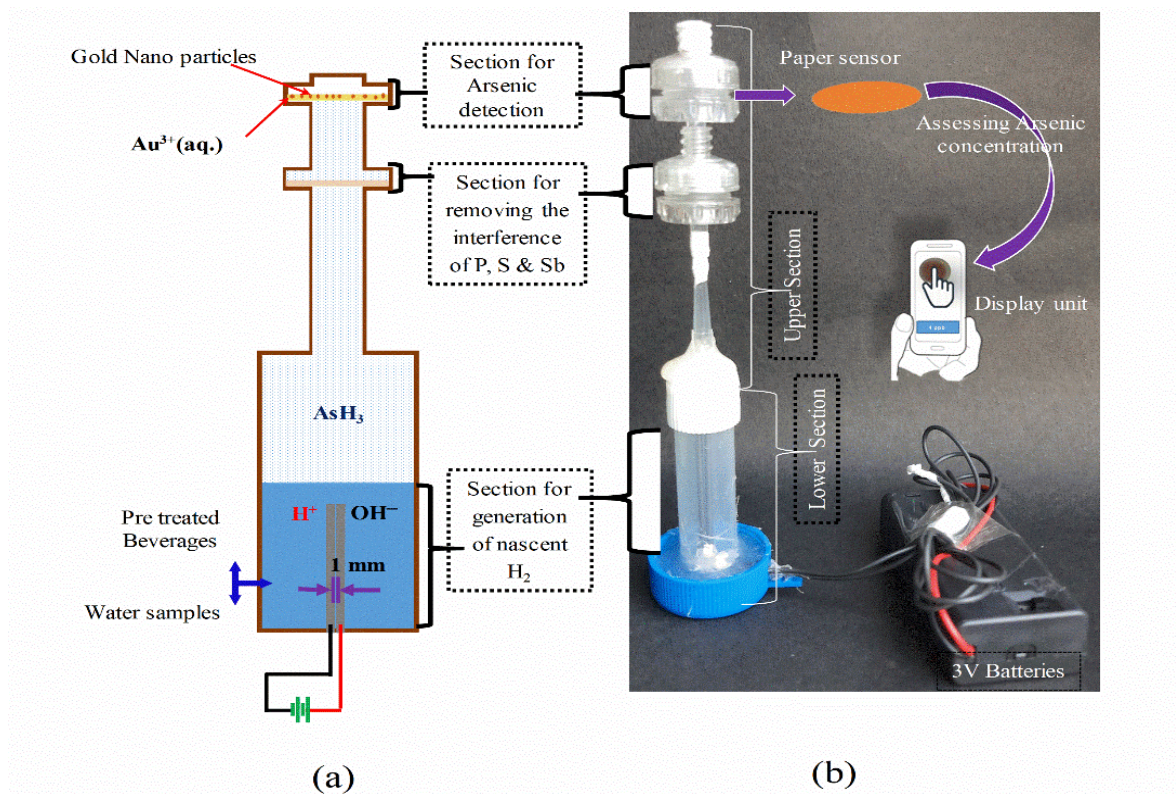 Gold Nano particles
Au³⁺(aq.)
Section for
Arsenic
detection
Section for
removing the
interference
of P, S & Sb
AsH₃
H⁺
OH⁻
1 mm
Pre treated
Beverages
Water samples
Section for
generation
of nascent
H₂
(a)
Paper sensor
Assessing Arsenic
concentration
Display unit
Upper Section
Lower Section
3V Batteries
(b)